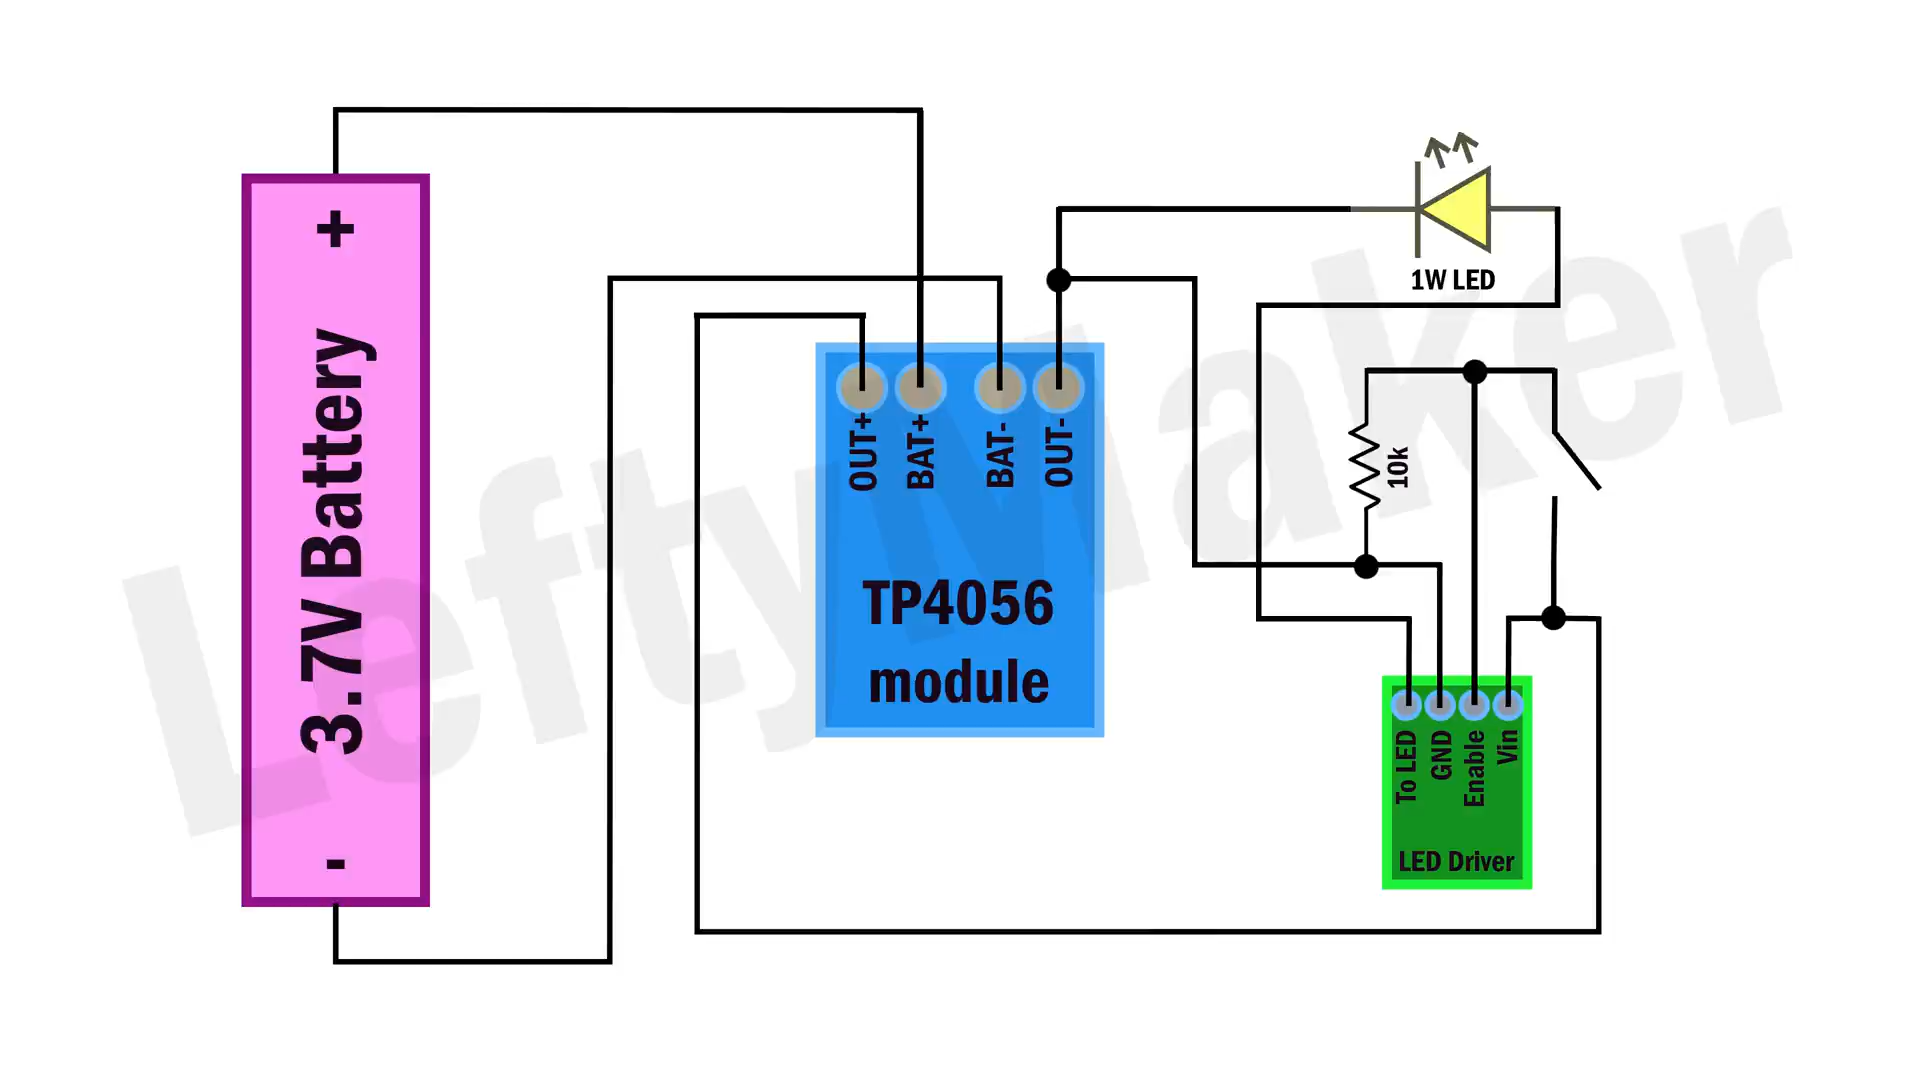 +
3.7V Battery
-
OUT+
BAT+
BAT-
OUT-
TP4056
module
1W LED
10k
To LED
GND
Enable
Vin
LED Driver
LeftyMaker